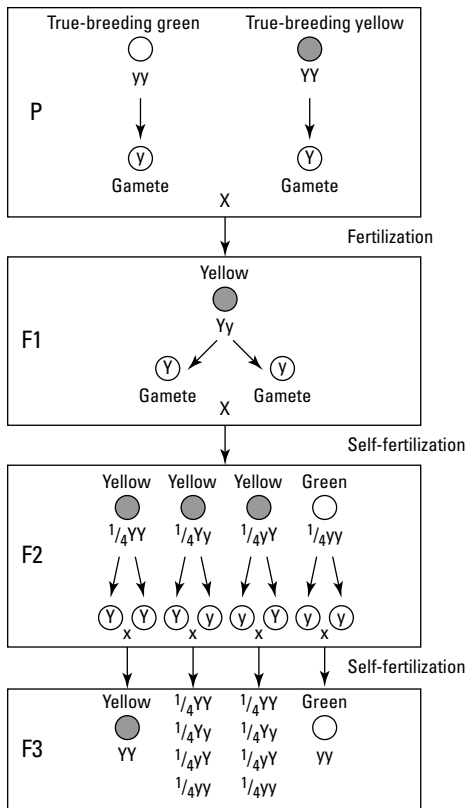 True-breeding green True-breeding yellow
yy YY
P
y Y
Gamete Gamete
X
Fertilization
Yellow
Yy
F1
Y y
Gamete Gamete
X
Self-fertilization
Yellow Yellow Yellow Green
1/4YY 1/4Yy 1/4yY 1/4yy
F2
Y Y Y y y Y y y
x x x x
Self-fertilization
Yellow 1/4YY 1/4YY Green
1/4Yy 1/4Yy
F3 YY 1/4yY 1/4yY yy
1/4yy 1/4yy